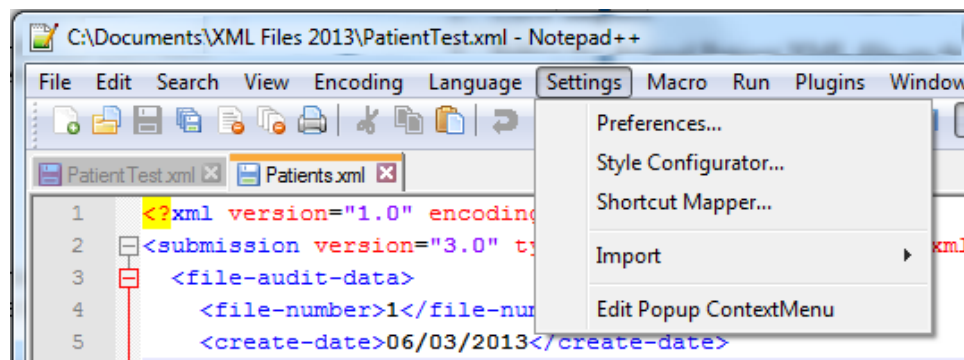 C:\Documents\XML Files 2013\PatientTest.xml - Notepad++
File Edit Search View Encoding Language Settings Macro Run Plugins Window
Preferences...
Style Configurator...
Shortcut Mapper...
Import
Edit Popup ContextMenu
PatientTest.xml Patients.xml
1 <?xml version="1.0" encoding
2 <submission version="3.0" ty xml
3 <file-audit-data>
4 <file-number>1</file-num
5 <create-date>06/03/2013</create-date>